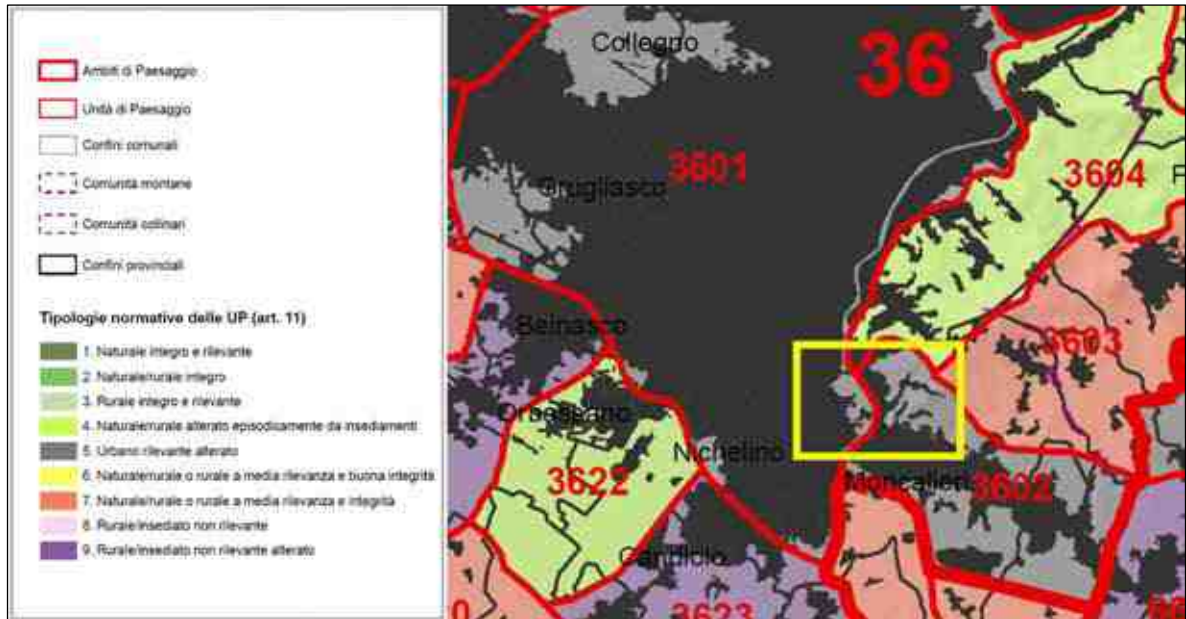 Ambiti di Paesaggio
Unità di Paesaggio
Confini comunali
Comunità montane
Comunità collinari
Confini provinciali
Tipologie normative delle UP (art. 11)
1. Naturale integro e rilevante
2. Naturale/rurale integro
3. Rurale integro e rilevante
4. Naturale/rurale alterato episodicamente da insediamenti
5. Urbano rilevante alterato
6. Naturale/rurale o rurale a media rilevanza e buona integrità
7. Naturale/rurale o rurale a media rilevanza e integrità
8. Rurale/insediato non rilevante
9. Rurale/insediato non rilevante alterato
Collegno
36
Grugliasco
3601
3604
F
Beinasco
3603
Orbassano
Nichelino
3622
Moncalieri
3602
Candiolo
3623
0